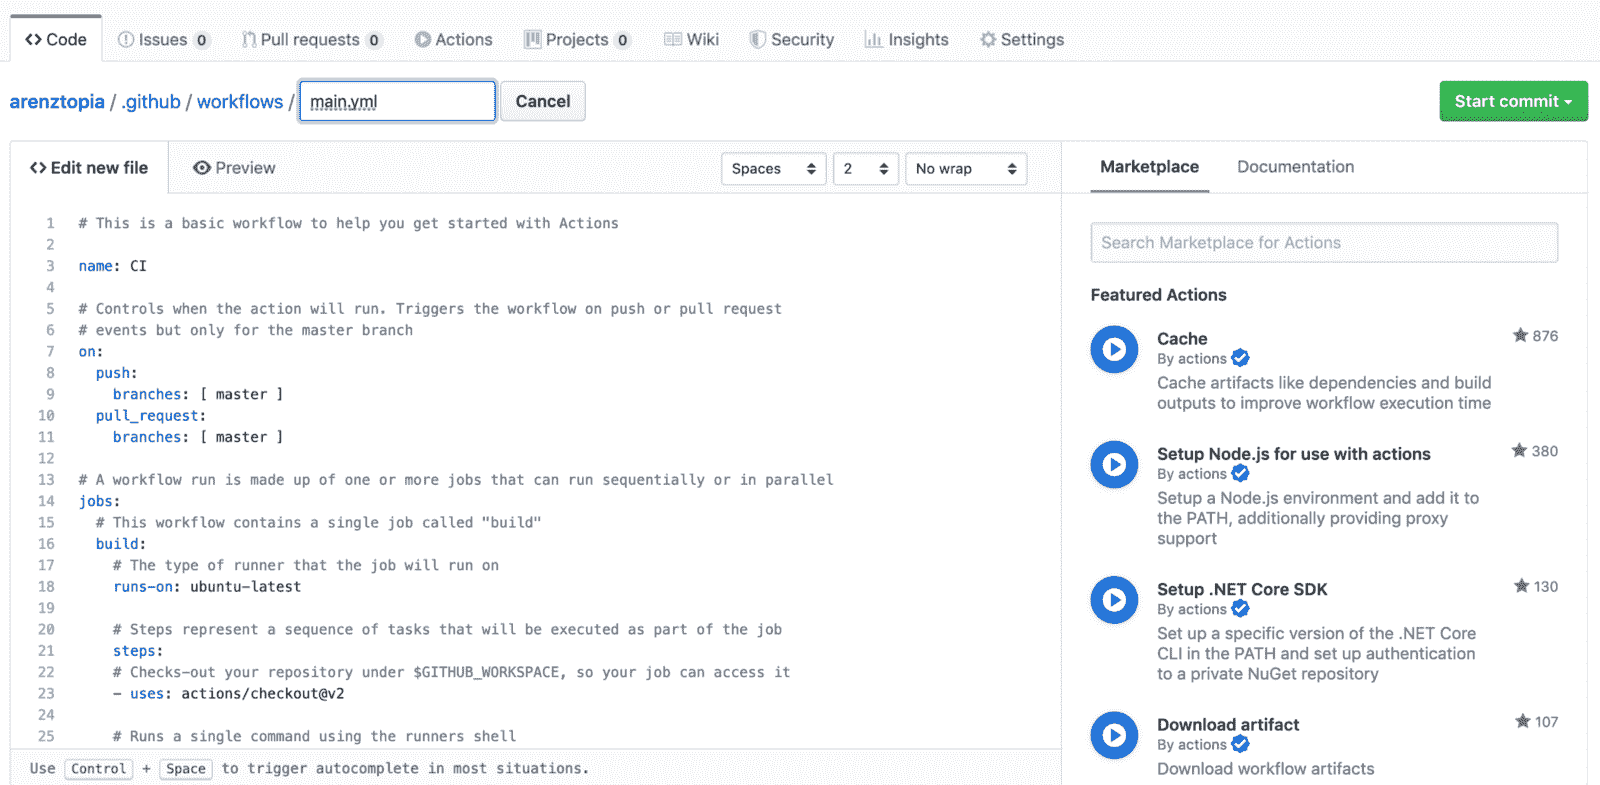 Code Issues 0 Pull requests 0 Actions Projects 0 Wiki Security Insights Settings
arenztopia / .github / workflows / main.yml Cancel Start commit
<> Edit new file Preview Spaces 2 No wrap
1 # This is a basic workflow to help you get started with Actions
2
3 name: CI
4
5 # Controls when the action will run. Triggers the workflow on push or pull request
6 # events but only for the master branch
7 on:
8 push:
9 branches: [ master ]
10 pull_request:
11 branches: [ master ]
12
13 # A workflow run is made up of one or more jobs that can run sequentially or in parallel
14 jobs:
15 # This workflow contains a single job called "build"
16 build:
17 # The type of runner that the job will run on
18 runs-on: ubuntu-latest
19
20 # Steps represent a sequence of tasks that will be executed as part of the job
21 steps:
22 # Checks-out your repository under $GITHUB_WORKSPACE, so your job can access it
23 - uses: actions/checkout@v2
24
25 # Runs a single command using the runners shell
Use Control + Space to trigger autocomplete in most situations.
Marketplace Documentation
Search Marketplace for Actions
Featured Actions
Cache 876
By actions
Cache artifacts like dependencies and build
outputs to improve workflow execution time
Setup Node.js for use with actions 380
By actions
Setup a Node.js environment and add it to
the PATH, additionally providing proxy
support
Setup .NET Core SDK 130
By actions
Set up a specific version of the .NET Core
CLI in the PATH and set up authentication
to a private NuGet repository
Download artifact 107
By actions
Download workflow artifacts